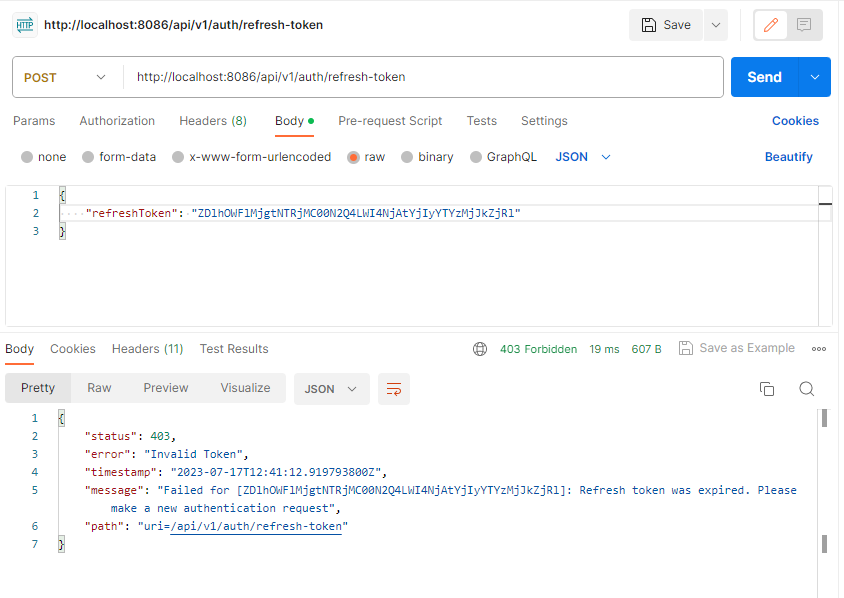 HTTP http://localhost:8086/api/v1/auth/refresh-token Save
POST http://localhost:8086/api/v1/auth/refresh-token Send
Params Authorization Headers (8) Body Pre-request Script Tests Settings Cookies
none form-data x-www-form-urlencoded raw binary GraphQL JSON Beautify
1 {
2 ····"refreshToken":·"ZDlhOWFlMjgtNTRjMC00N2Q4LWI4NjAtYjIyYTYzMjJkZjRl"
3 }
Body Cookies Headers (11) Test Results 403 Forbidden 19 ms 607 B Save as Example
Pretty Raw Preview Visualize JSON
1 {
2 "status": 403,
3 "error": "Invalid Token",
4 "timestamp": "2023-07-17T12:41:12.919793800Z",
5 "message": "Failed for [ZDlhOWFlMjgtNTRjMC00N2Q4LWI4NjAtYjIyYTYzMjJkZjRl]: Refresh token was expired. Please
make a new authentication request",
6 "path": "uri=/api/v1/auth/refresh-token"
7 }